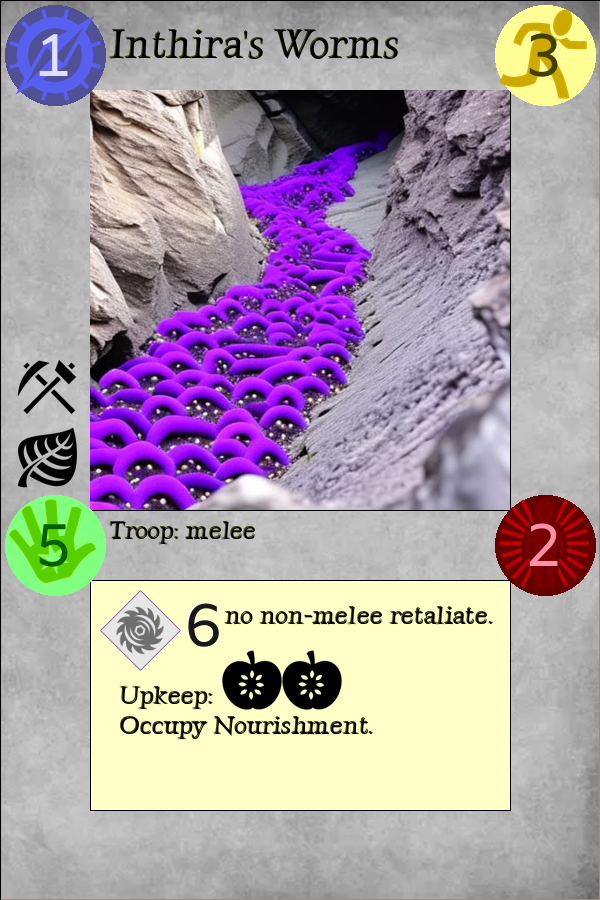 1 Inthira's Worms 3
5 Troop: melee 2
6 no non-melee retaliate.
Upkeep:
Occupy Nourishment.